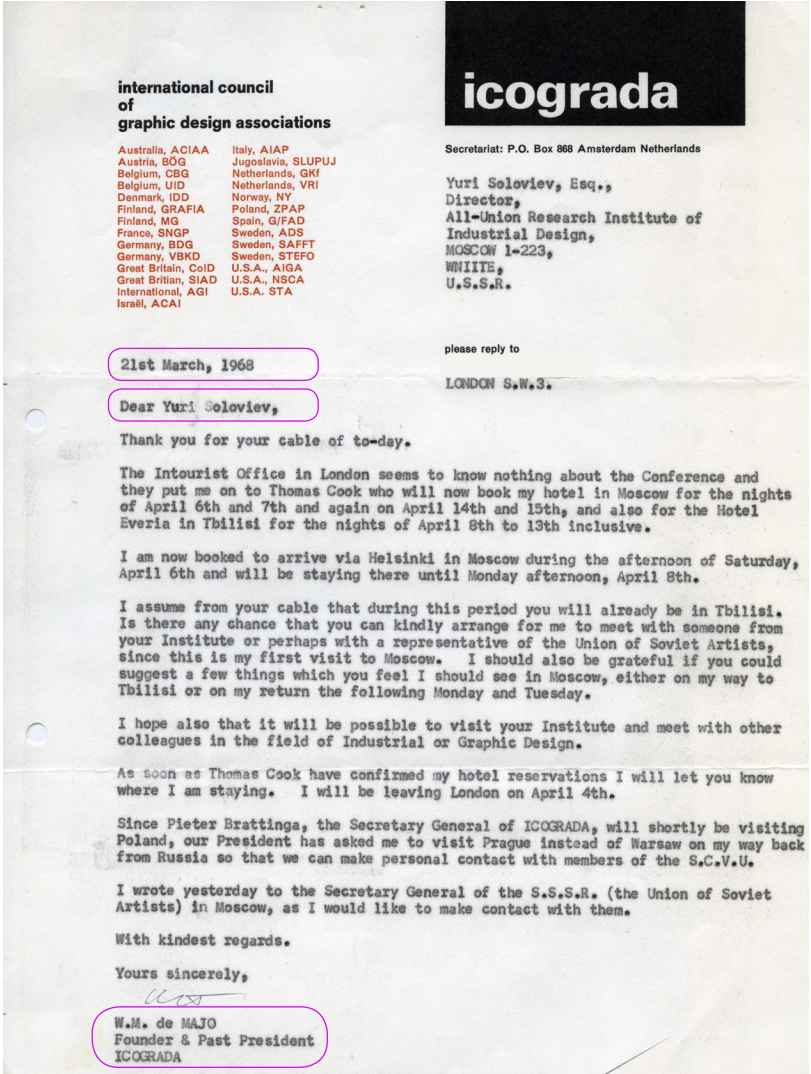 international council
of
graphic design associations
icograda
Australia, ACIAA
Austria, BÖG
Belgium, CBG
Belgium, UID
Denmark, IDD
Finland, GRAFIA
Finland, MG
France, SNGP
Germany, BDG
Germany, VBKD
Great Britain, CoID
Great Britian, SIAD
International, AGI
Israël, ACAI
Italy, AIAP
Jugoslavia, SLUPUJ
Netherlands, GKf
Netherlands, VRI
Norway, NY
Poland, ZPAP
Spain, G/FAD
Sweden, ADS
Sweden, SAFFT
Sweden, STEFO
U.S.A., AIGA
U.S.A., NSCA
U.S.A. STA
Secretariat: P.O. Box 868 Amsterdam Netherlands
Yuri Soloviev, Esq.,
Director,
All-Union Research Institute of
Industrial Design,
MOSCOW 1-223,
WNIITE,
U.S.S.R.
please reply to
LONDON S.W.3.
21st March, 1968
Dear Yuri Soloviev,
Thank you for your cable of to-day.
The Intourist Office in London seems to know nothing about the Conference and
they put me on to Thomas Cook who will now book my hotel in Moscow for the nights
of April 6th and 7th and again on April 14th and 15th, and also for the Hotel
Everia in Tbilisi for the nights of April 8th to 13th inclusive.
I am now booked to arrive via Helsinki in Moscow during the afternoon of Saturday,
April 6th and will be staying there until Monday afternoon, April 8th.
I assume from your cable that during this period you will already be in Tbilisi.
Is there any chance that you can kindly arrange for me to meet with someone from
your Institute or perhaps with a representative of the Union of Soviet Artists,
since this is my first visit to Moscow. I should also be grateful if you could
suggest a few things which you feel I should see in Moscow, either on my way to
Tbilisi or on my return the following Monday and Tuesday.
I hope also that it will be possible to visit your Institute and meet with other
colleagues in the field of Industrial or Graphic Design.
As soon as Thomas Cook have confirmed my hotel reservations I will let you know
where I am staying. I will be leaving London on April 4th.
Since Pieter Brattinga, the Secretary General of ICOGRADA, will shortly be visiting
Poland, our President has asked me to visit Prague instead of Warsaw on my way back
from Russia so that we can make personal contact with members of the S.C.V.U.
I wrote yesterday to the Secretary General of the S.S.S.R. (the Union of Soviet
Artists) in Moscow, as I would like to make contact with them.
With kindest regards.
Yours sincerely,
W.M. de MAJO
Founder & Past President
ICOGRADA